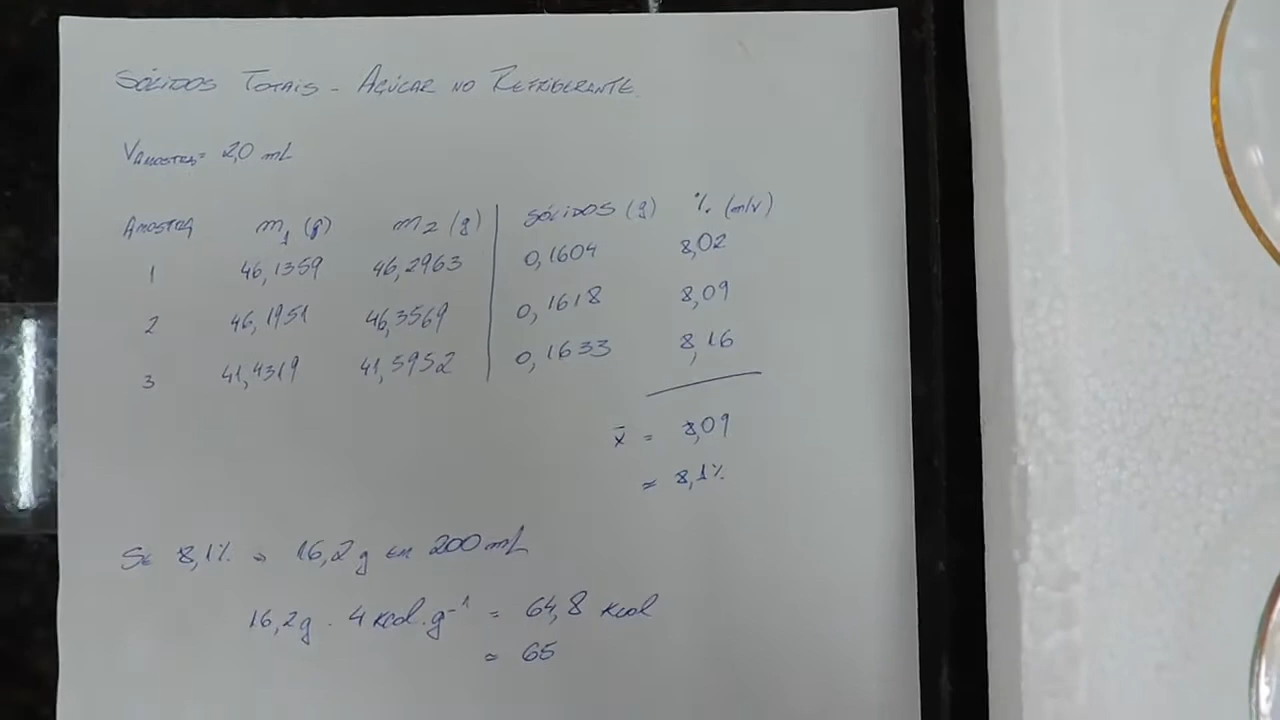 SÓLIDOS TOTAIS - AÇÚCAR NO REFRIGERANTE
VAMOSTRA = 2,0 mL
AMOSTRA m1 (g) m2 (g) SÓLIDOS (g) % (m/v)
1 46,1359 46,2963 0,1604 8,02
2 46,1951 46,3569 0,1618 8,09
3 41,4319 41,5952 0,1633 8,16
x̄ = 8,09
≈ 8,1%
SE 8,1% → 16,2g EM 200 mL
16,2g . 4 kcal.g⁻¹ = 64,8 kcal
≈ 65